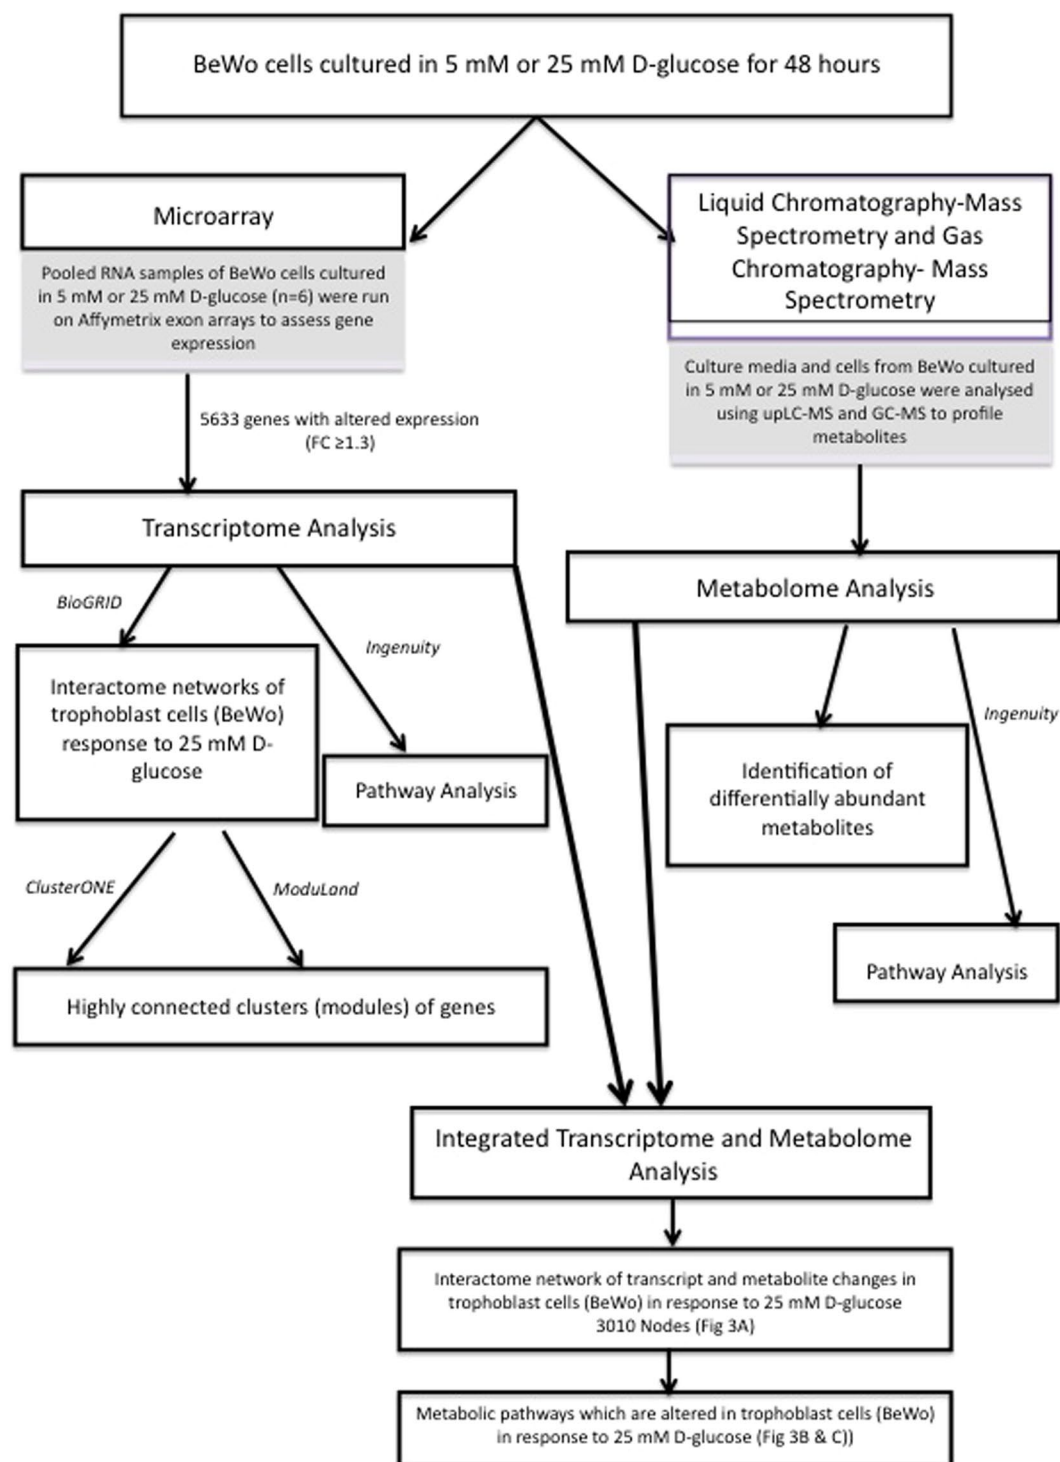 BeWo cells cultured in 5 mM or 25 mM D-glucose for 48 hours
Microarray
Pooled RNA samples of BeWo cells cultured
in 5 mM or 25 mM D-glucose (n=6) were run
on Affymetrix exon arrays to assess gene
expression
Liquid Chromatography-Mass
Spectrometry and Gas
Chromatography- Mass
Spectrometry
Culture media and cells from BeWo cultured
in 5 mM or 25 mM D-glucose were analysed
using upLC-MS and GC-MS to profile
metabolites
5633 genes with altered expression
(FC ≥1.3)
Transcriptome Analysis
Metabolome Analysis
BioGRID
Ingenuity
Interactome networks of
trophoblast cells (BeWo)
response to 25 mM D-
glucose
Pathway Analysis
Ingenuity
Identification of
differentially abundant
metabolites
ClusterONE
ModuLand
Pathway Analysis
Highly connected clusters (modules) of genes
Integrated Transcriptome and Metabolome
Analysis
Interactome network of transcript and metabolite changes in
trophoblast cells (BeWo) in response to 25 mM D-glucose
3010 Nodes (Fig 3A)
Metabolic pathways which are altered in trophoblast cells (BeWo)
in response to 25 mM D-glucose (Fig 3B & C))